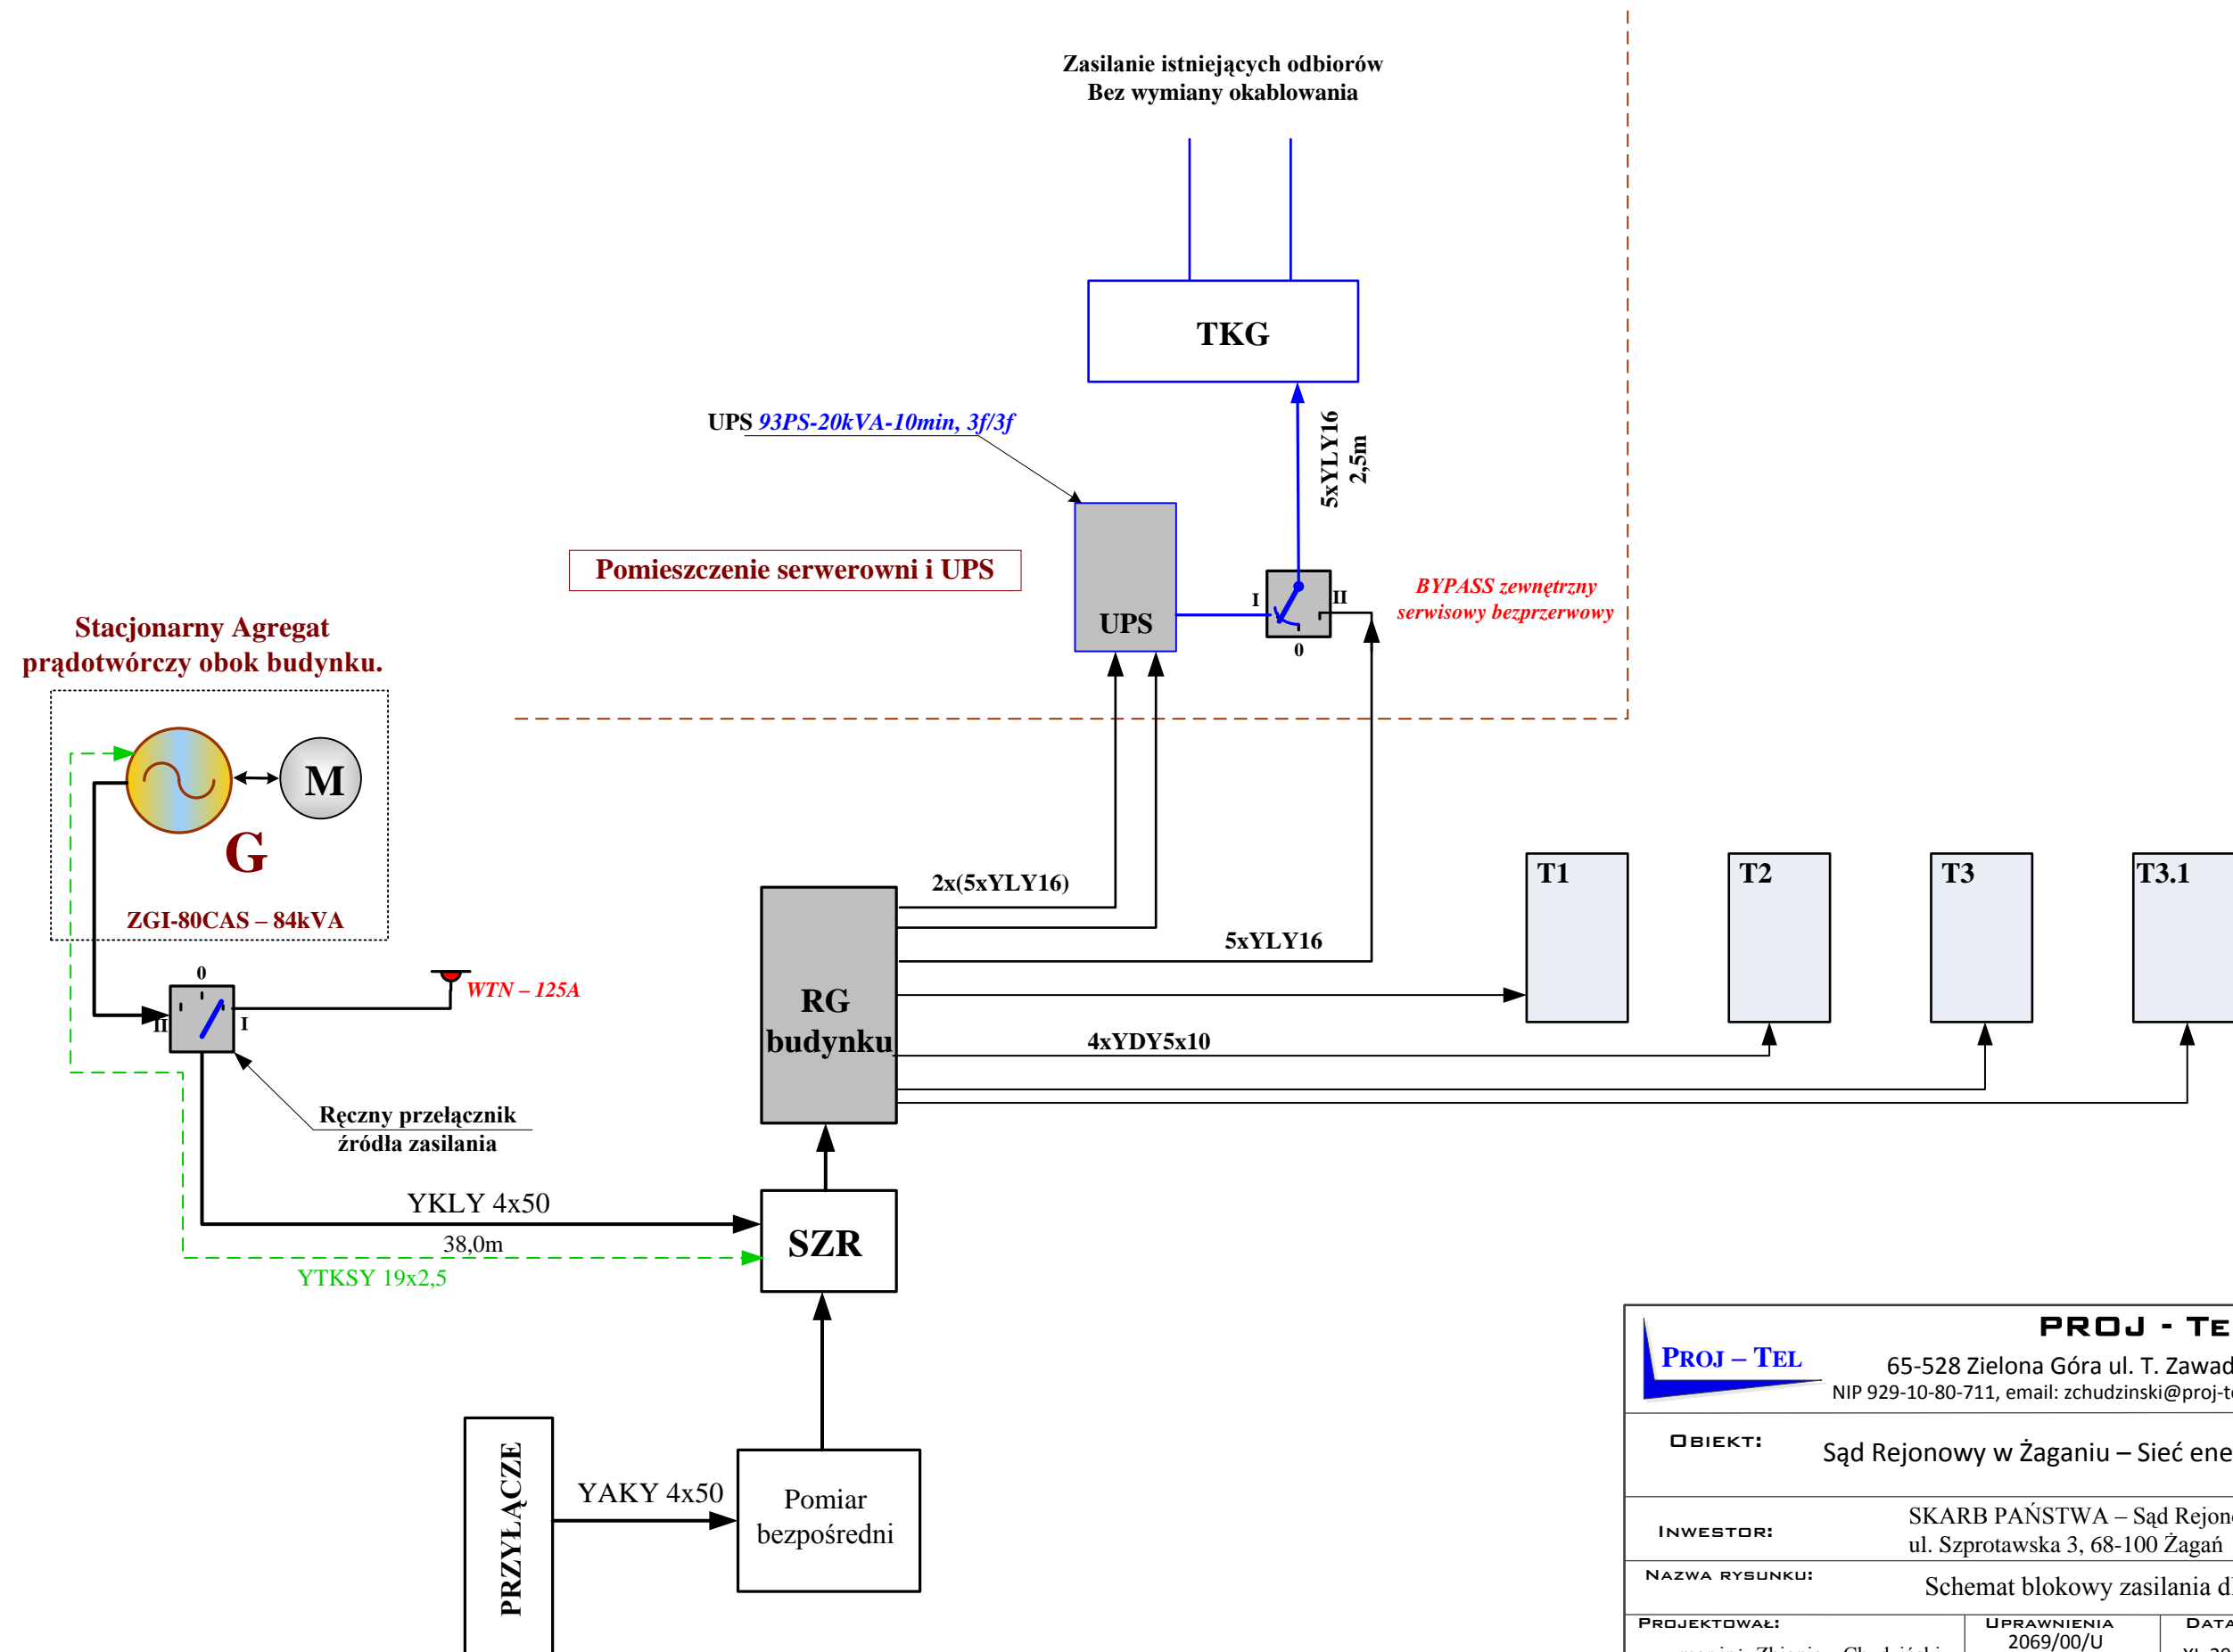 Zasilanie istniejących odbiorów
Bez wymiany okablowania
TKG
UPS 93PS-20kVA-10min, 3f/3f
5xYLY16
2,5m
Pomieszczenie serwerowni i UPS
UPS
I
II
0
BYPASS zewnętrzny
serwisowy bezprzerwowy
Stacjonarny Agregat
prądotwórczy obok budynku.
M
G
ZGI-80CAS – 84kVA
0
II
I
WTN – 125A
Ręczny przełącznik
źródła zasilania
2x(5xYLY16)
5xYLY16
RG
budynku
4xYDY5x10
T1
T2
T3
T3.1
YKLY 4x50
38,0m
YTKSY 19x2,5
SZR
PRZYŁĄCZE
YAKY 4x50
Pomiar
bezpośredni
PROJ – TEL
PROJ - TE
65-528 Zielona Góra ul. T. Zawad
NIP 929-10-80-711, email: zchudzinski@proj-t
OBIEKT:
Sąd Rejonowy w Żaganiu – Sieć ene
INWESTOR:
SKARB PAŃSTWA – Sąd Rejon
ul. Szprotawska 3, 68-100 Żagań
NAZWA RYSUNKU:
Schemat blokowy zasilania d
PROJEKTOWAŁ:
UPRAWNIENIA
2069/00/U
DATA